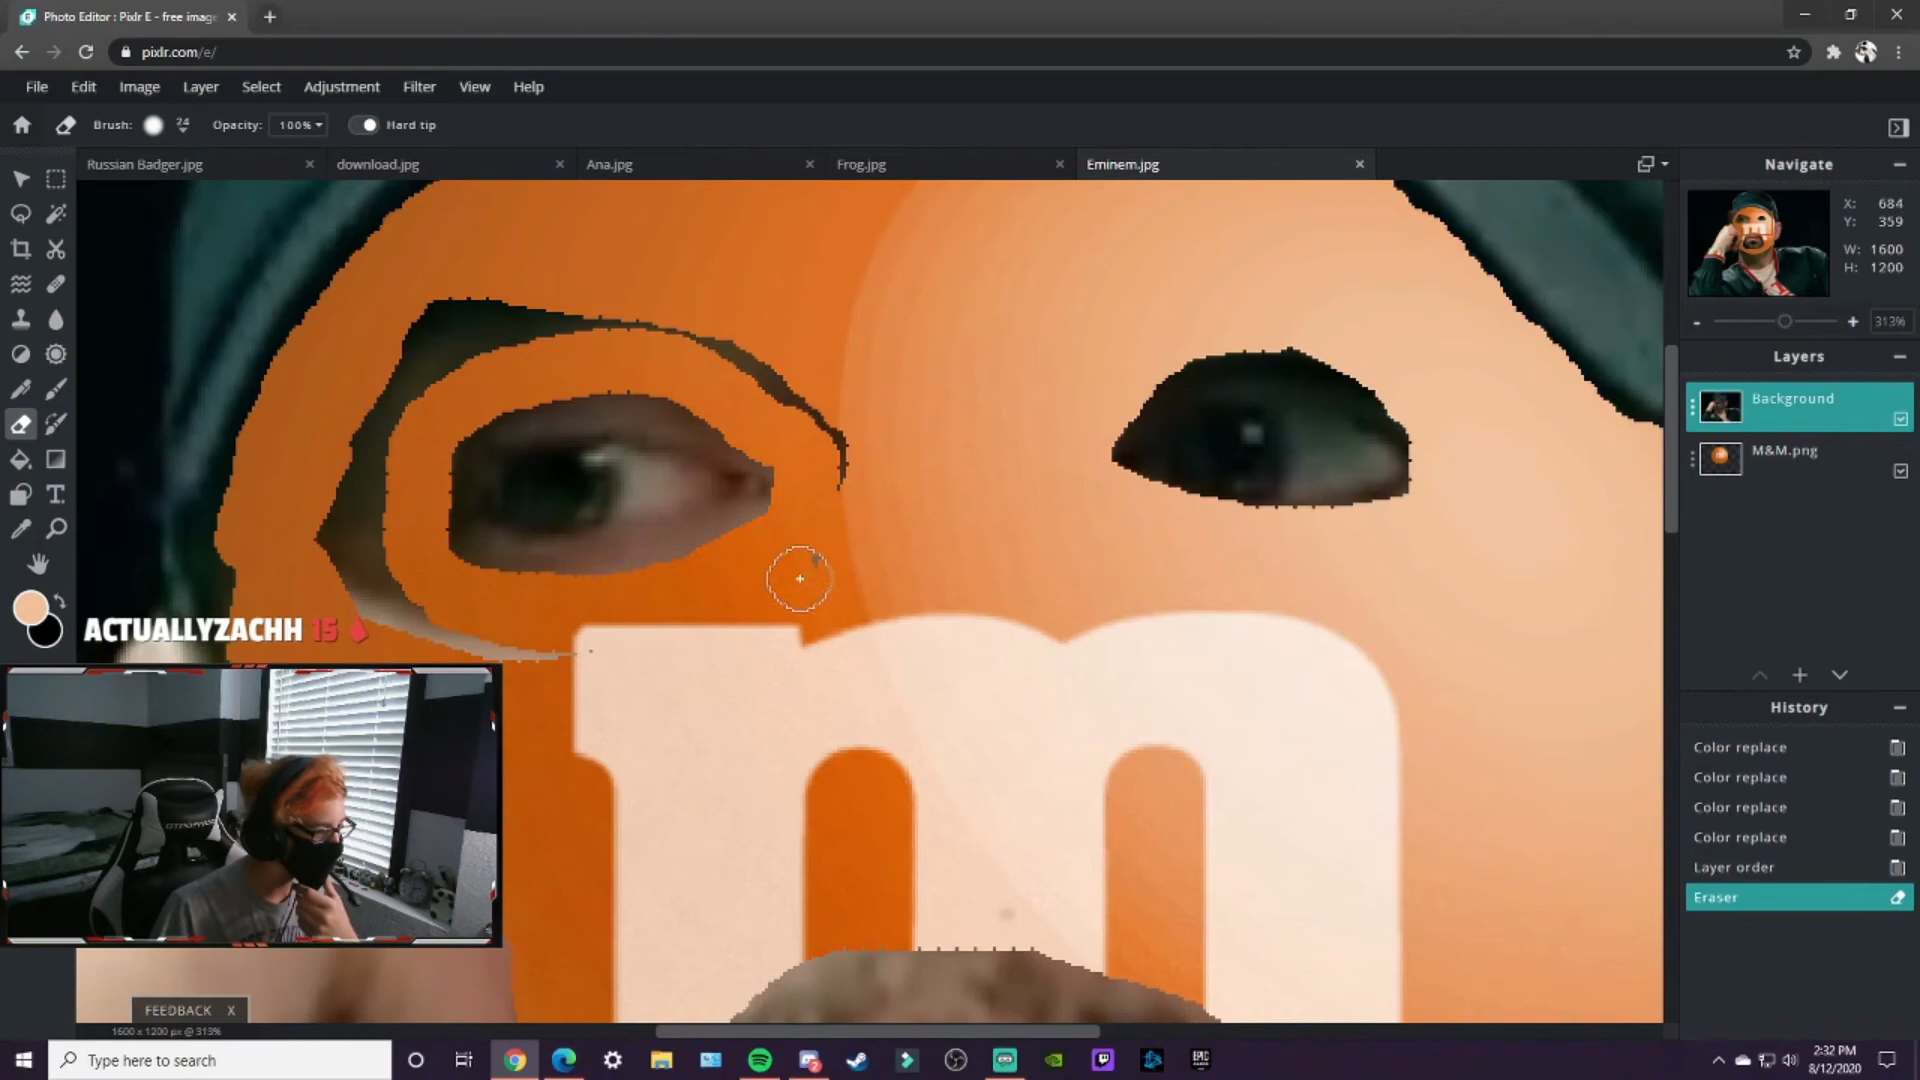 Photo Editor : Pixlr E - free imag
pixlr.com/e/
File Edit Image Layer Select Adjustment Filter View Help
Brush: 24 Opacity: 100% Hard tip
Russian Badger.jpg download.jpg Ana.jpg Frog.jpg Eminem.jpg
Navigate
X: 684
Y: 359
W: 1600
H: 1200
- + 313%
Layers
Background
M&M.png
m
ACTUALLYZACHH 15
History
Color replace
Color replace
Color replace
Color replace
Layer order
Eraser
FEEDBACK X
1600 x 1200 px @ 313%
Type here to search
2:32 PM
8/12/2020